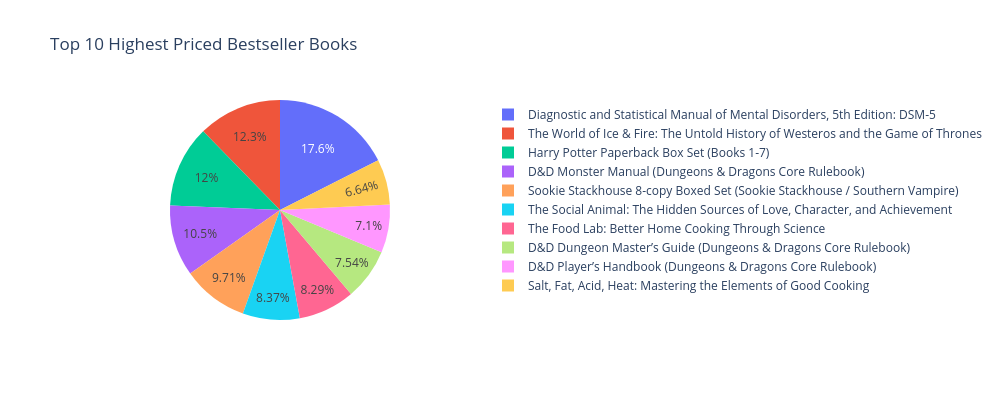 Top 10 Highest Priced Bestseller Books
12.3%
17.6%
12%
6.64%
10.5%
7.1%
9.71%
7.54%
8.37%
8.29%
Diagnostic and Statistical Manual of Mental Disorders, 5th Edition: DSM-5
The World of Ice & Fire: The Untold History of Westeros and the Game of Thrones
Harry Potter Paperback Box Set (Books 1-7)
D&D Monster Manual (Dungeons & Dragons Core Rulebook)
Sookie Stackhouse 8-copy Boxed Set (Sookie Stackhouse / Southern Vampire)
The Social Animal: The Hidden Sources of Love, Character, and Achievement
The Food Lab: Better Home Cooking Through Science
D&D Dungeon Master’s Guide (Dungeons & Dragons Core Rulebook)
D&D Player’s Handbook (Dungeons & Dragons Core Rulebook)
Salt, Fat, Acid, Heat: Mastering the Elements of Good Cooking